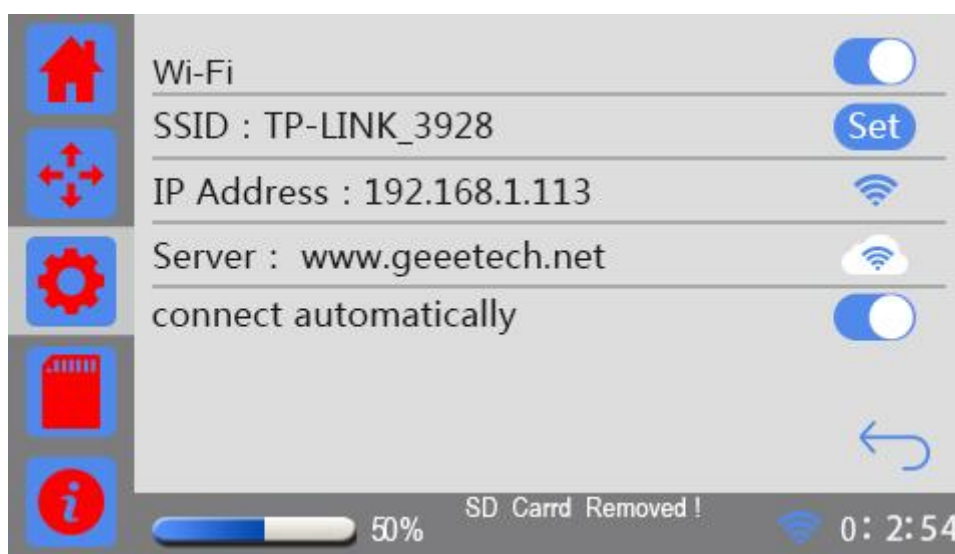 Wi-Fi
SSID : TP-LINK_3928
Set
IP Address : 192.168.1.113
Server : www.geeetech.net
connect automatically
i
50%
SD Carrd Removed !
0: 2:54